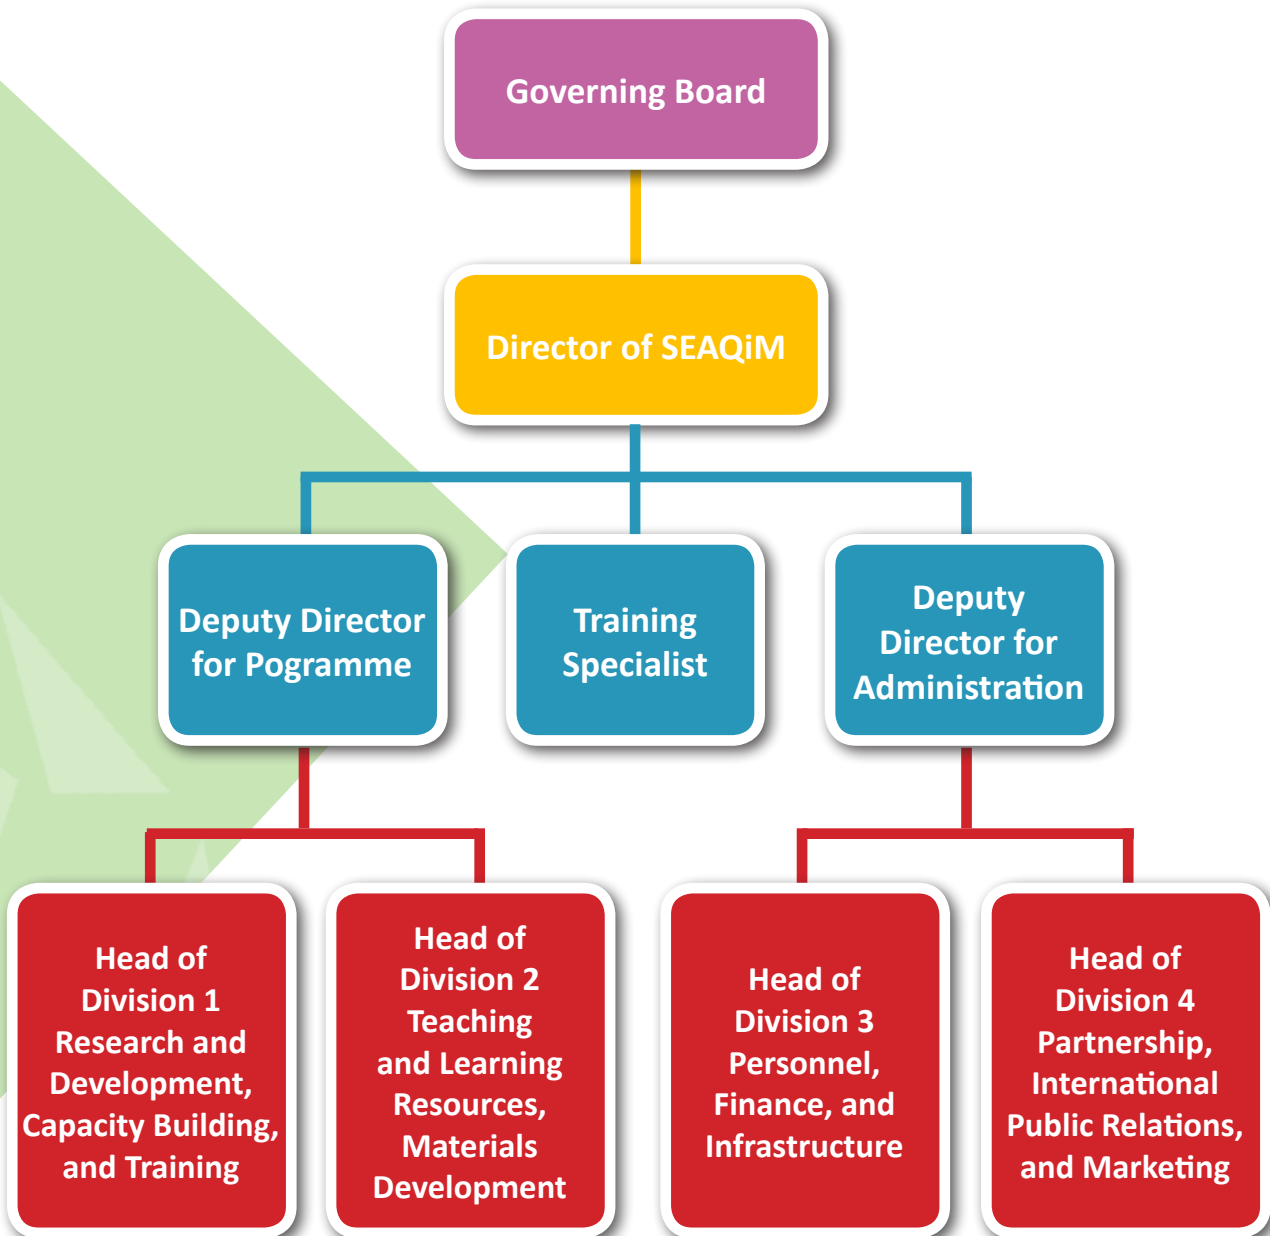 Governing Board
Director of SEAQiM
Deputy Director
for Pogramme
Training
Specialist
Deputy
Director for
Administration
Head of
Division 1
Research and
Development,
Capacity Building,
and Training
Head of
Division 2
Teaching
and Learning
Resources,
Materials
Development
Head of
Division 3
Personnel,
Finance, and
Infrastructure
Head of
Division 4
Partnership,
International
Public Relations,
and Marketing